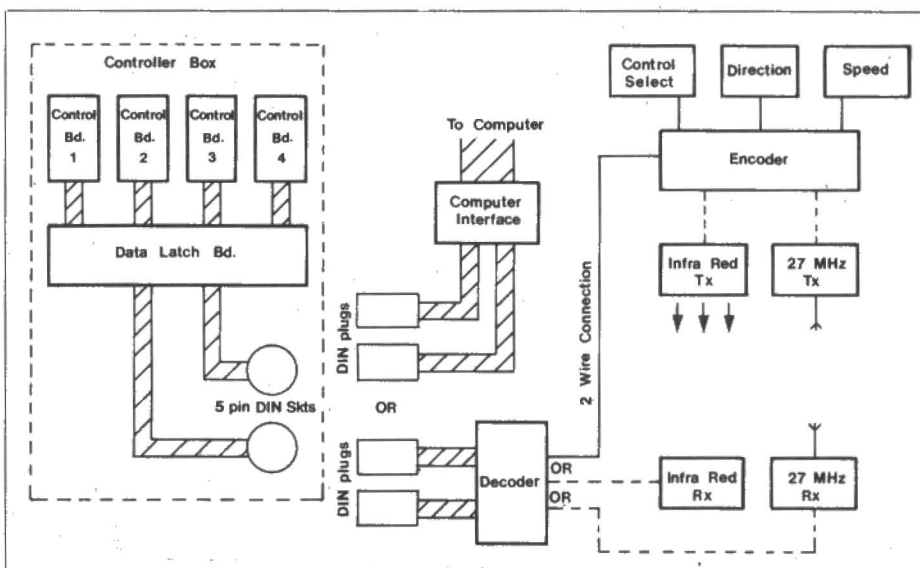 Controller Box
Control
Bd.
1
Control
Bd.
2
Control
Bd.
3
Control
Bd.
4
Data Latch Bd.
5 pin DIN Skts
To Computer
Computer
Interface
DIN plugs
OR
DIN plugs
Decoder
OR
OR
2 Wire Connection
Control
Select
Direction
Speed
Encoder
Infra Red
Tx
27 MHz
Tx
Infra Red
Rx
27 MHz
Rx